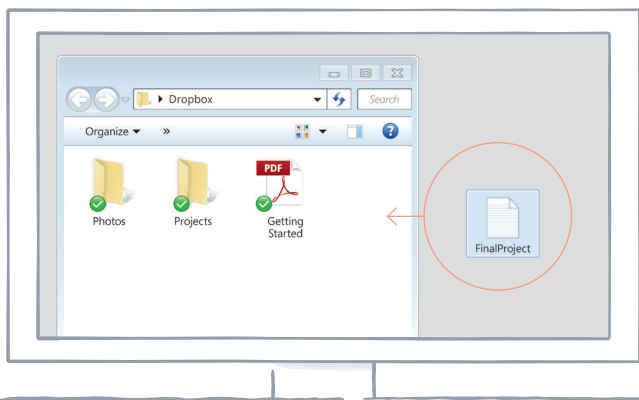 Dropbox
Search
Organize
»
?
PDF
Photos
Projects
Getting
Started
FinalProject